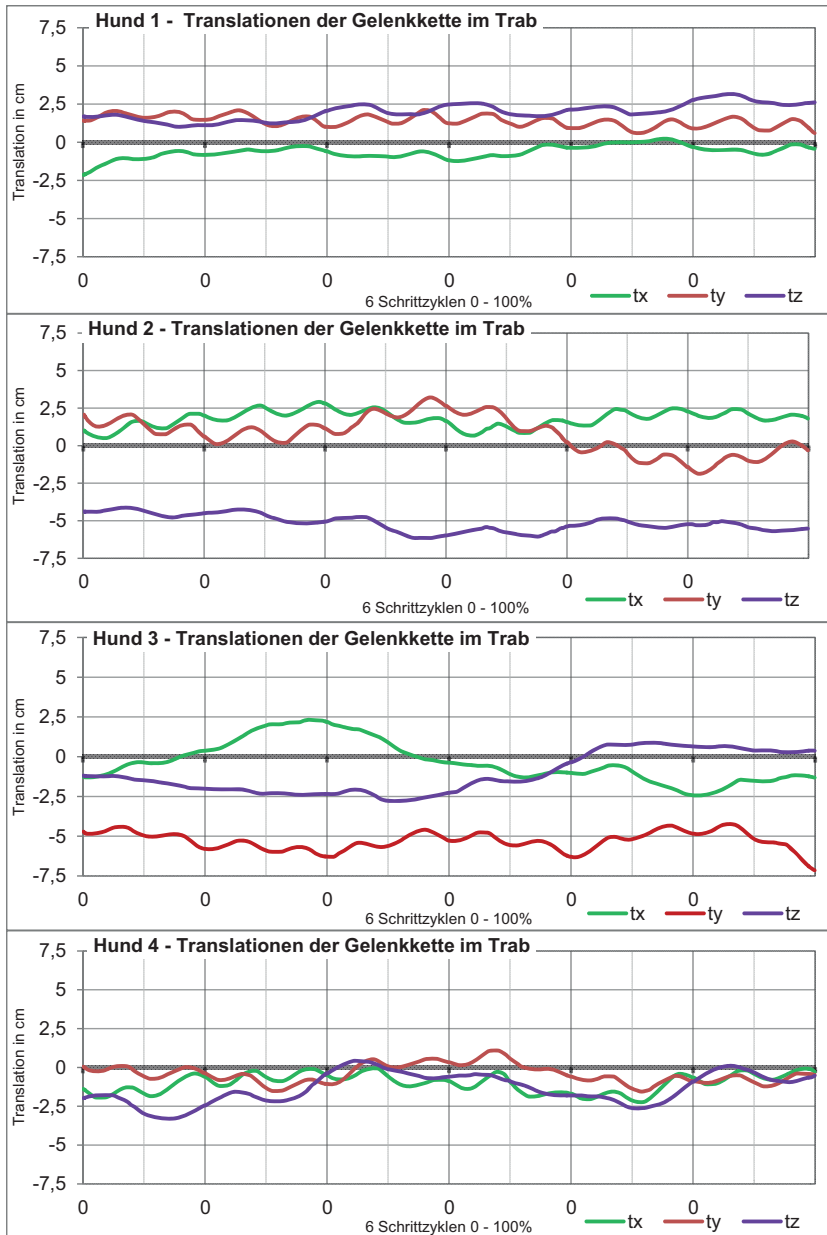 Hund 1 -  Translationen der Gelenkkette im Trab
Translation in cm
7,5
5
2,5
0
-2,5
-5
-7,5
0 0 0 0 0 0
6 Schrittzyklen 0 - 100%
tx ty tz
Hund 2 - Translationen der Gelenkkette im Trab
Translation in cm
7,5
5
2,5
0
-2,5
-5
-7,5
0 0 0 0 0 0
6 Schrittzyklen 0 - 100%
tx ty tz
Hund 3 - Translationen der Gelenkkette im Trab
Translation in cm
7,5
5
2,5
0
-2,5
-5
-7,5
0 0 0 0 0 0
6 Schrittzyklen 0 - 100%
tx ty tz
Hund 4 - Translationen der Gelenkkette im Trab
Translation in cm
7,5
5
2,5
0
-2,5
-5
-7,5
0 0 0 0 0 0
6 Schrittzyklen 0 - 100%
tx ty tz